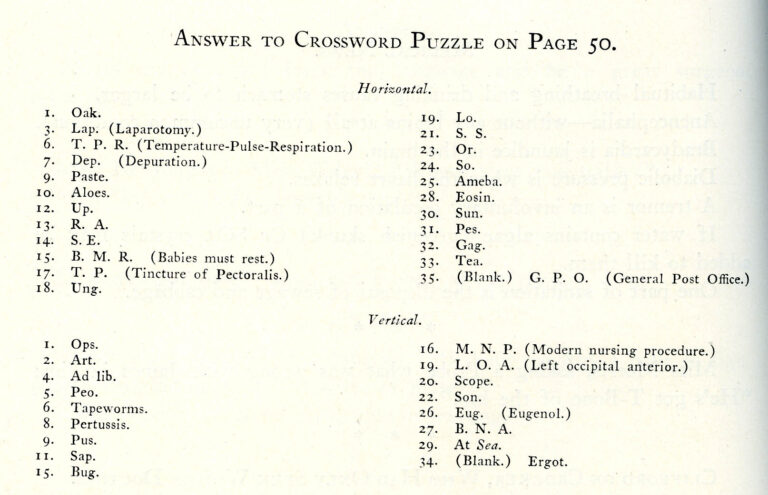 Answer to Crossword Puzzle on Page 50.
Horizontal.
1. Oak.
3. Lap. (Laparotomy.)
6. T. P. R. (Temperature-Pulse-Respiration.)
7. Dep. (Depuration.)
9. Paste.
10. Aloes.
12. Up.
13. R. A.
14. S. E.
15. B. M. R. (Babies must rest.)
17. T. P. (Tincture of Pectoralis.)
18. Ung.
19. Lo.
21. S. S.
23. Or.
24. So.
25. Ameba.
28. Eosin.
30. Sun.
31. Pes.
32. Gag.
33. Tea.
35. (Blank.) G. P. O. (General Post Office.)
Vertical.
1. Ops.
2. Art.
4. Ad lib.
5. Peo.
6. Tapeworms.
8. Pertussis.
9. Pus.
11. Sap.
15. Bug.
16. M. N. P. (Modern nursing procedure.)
19. L. O. A. (Left occipital anterior.)
20. Scope.
22. Son.
26. Eug. (Eugenol.)
27. B. N. A.
29. At Sea.
34. (Blank.) Ergot.